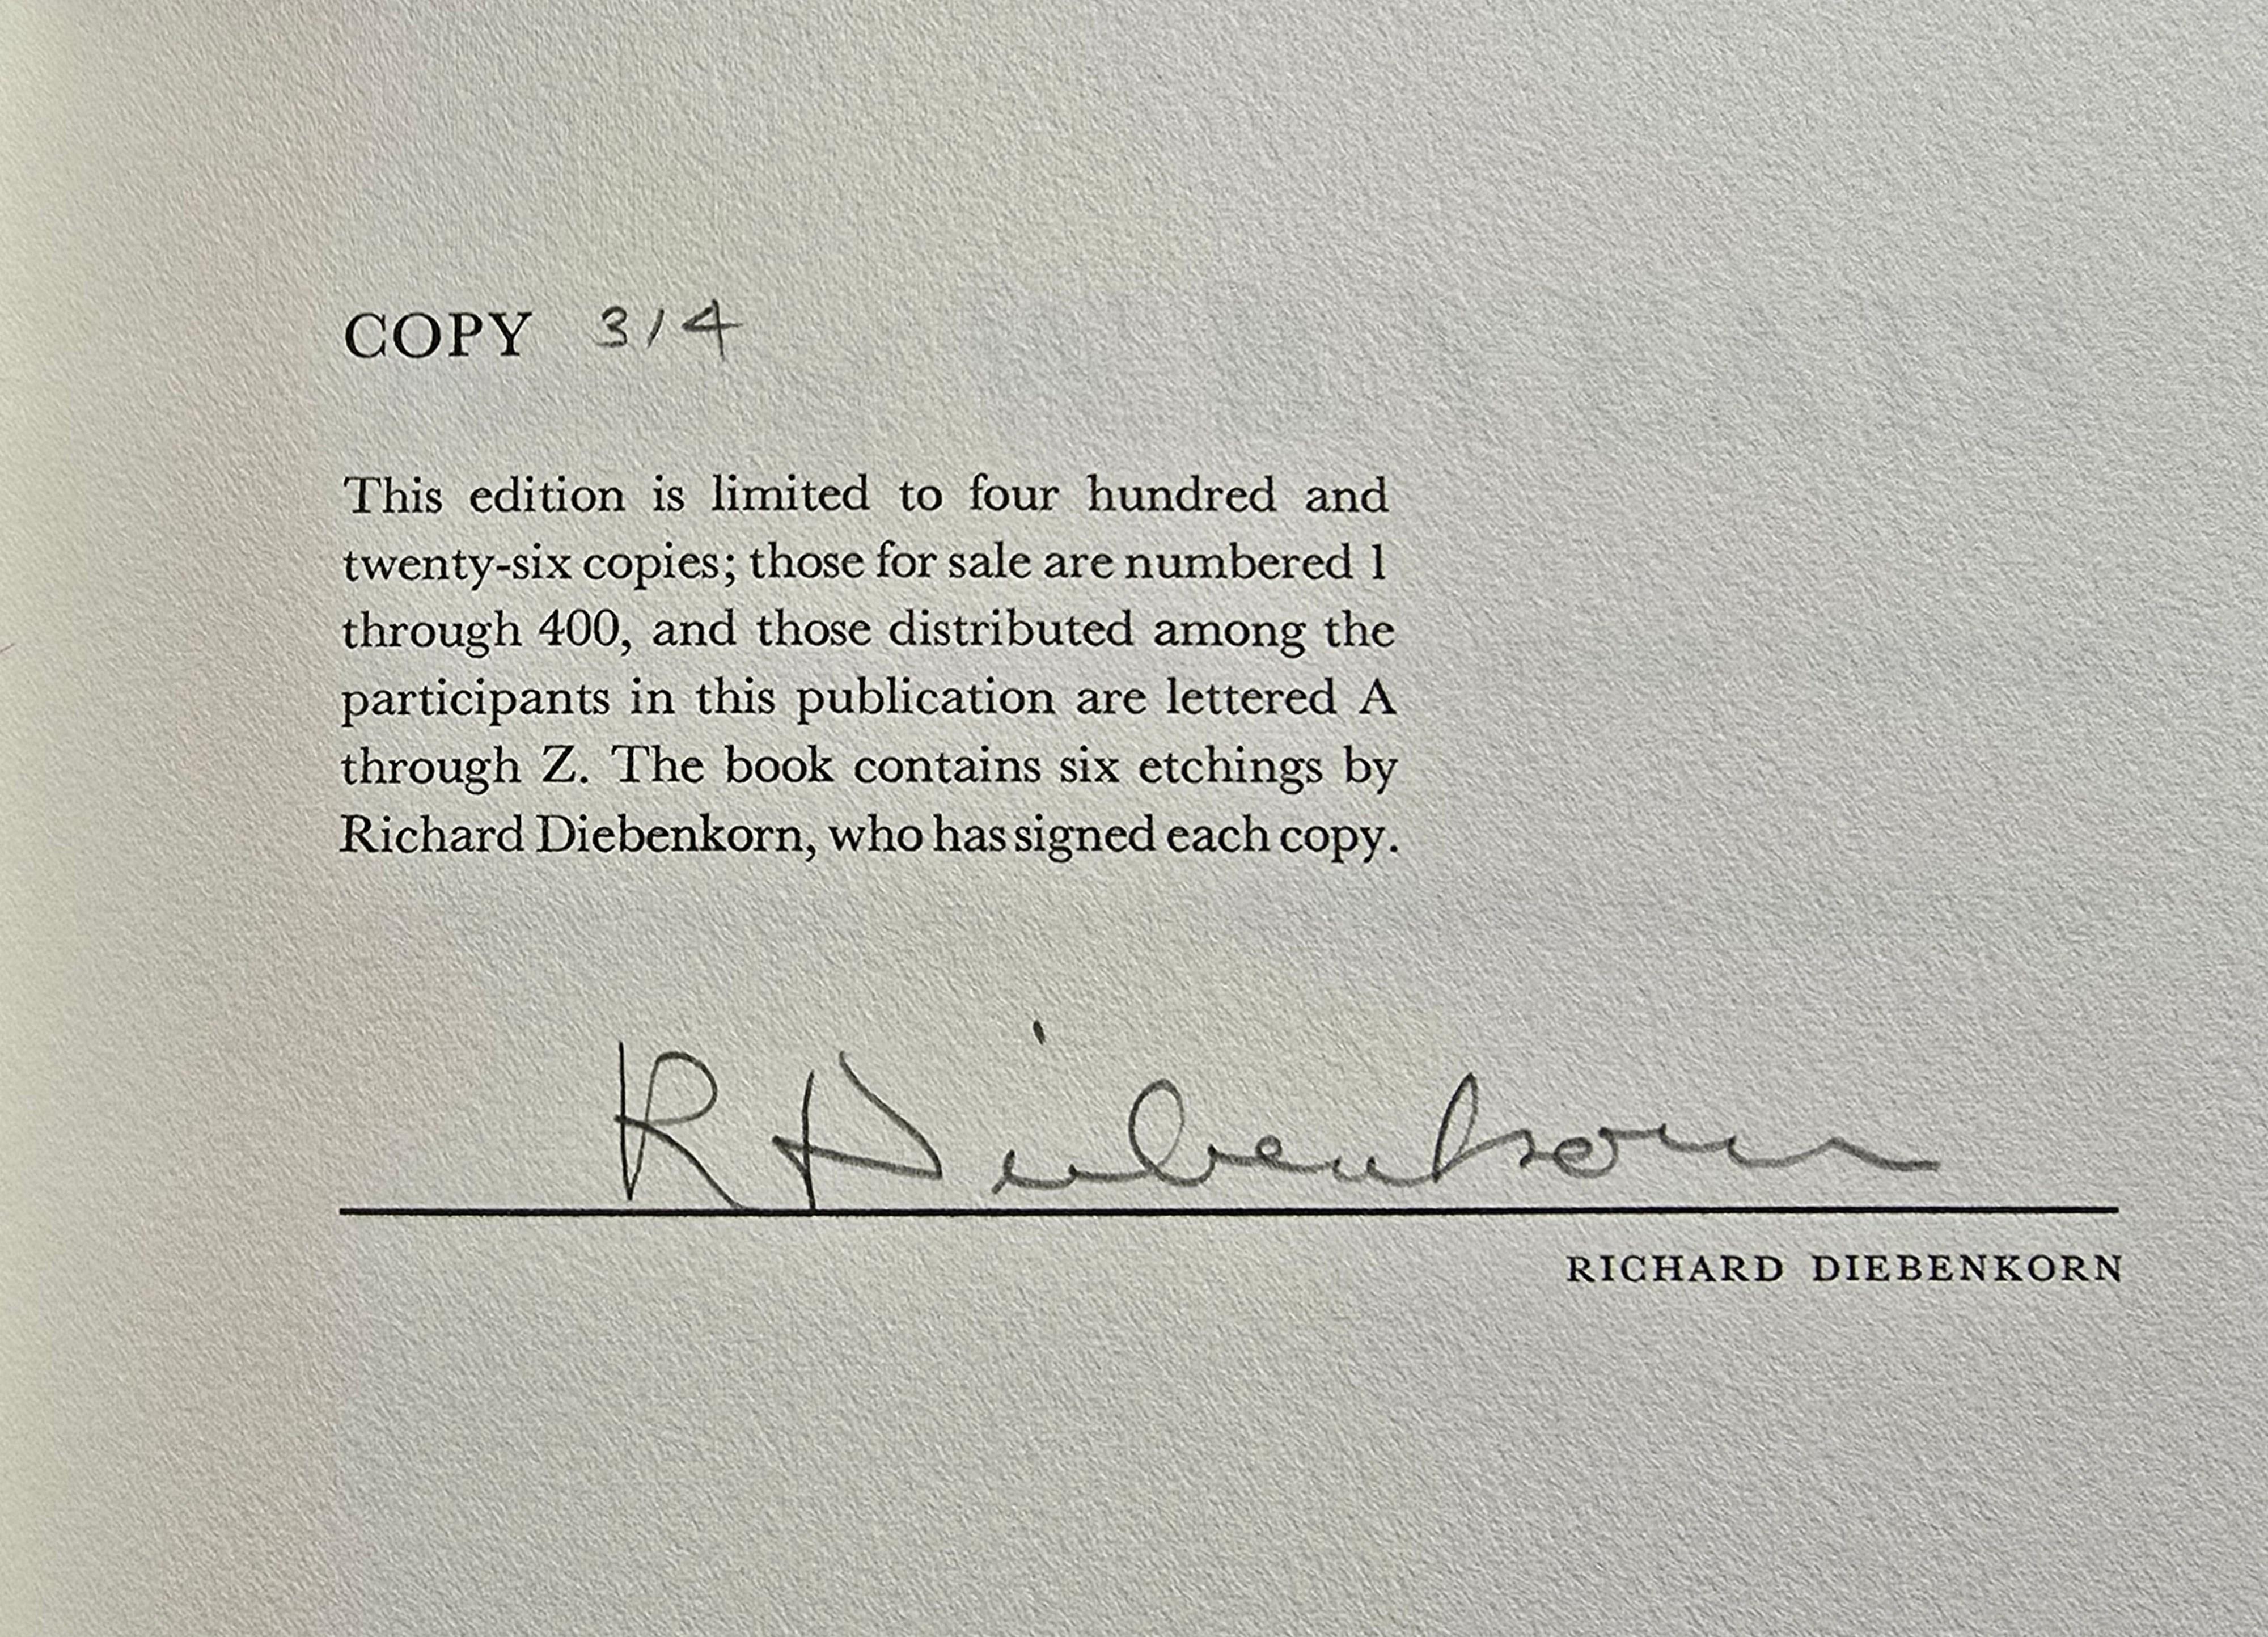 COPY 314
This edition is limited to four hundred and
twenty-six copies; those for sale are numbered 1
through 400, and those distributed among the
participants in this publication are lettered A
through Z. The book contains six etchings by
Richard Diebenkorn, who has signed each copy.
R Diebenkorn
RICHARD DIEBENKORN